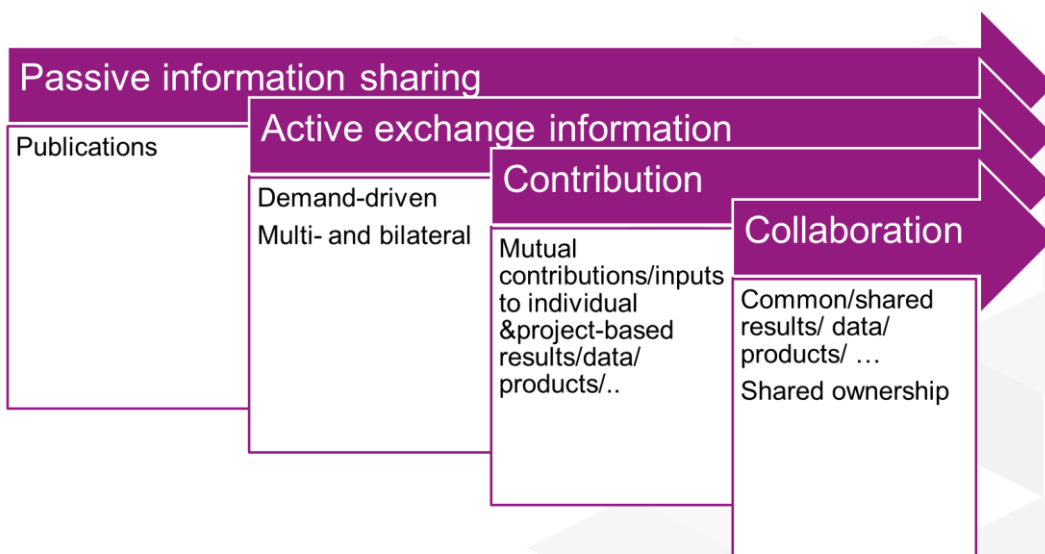 Passive information sharing
Publications
Active exchange information
Demand-driven
Multi- and bilateral
Contribution
Mutual
contributions/inputs
to individual
&project-based
results/data/
products/..
Collaboration
Common/shared
results/ data/
products/ …
Shared ownership